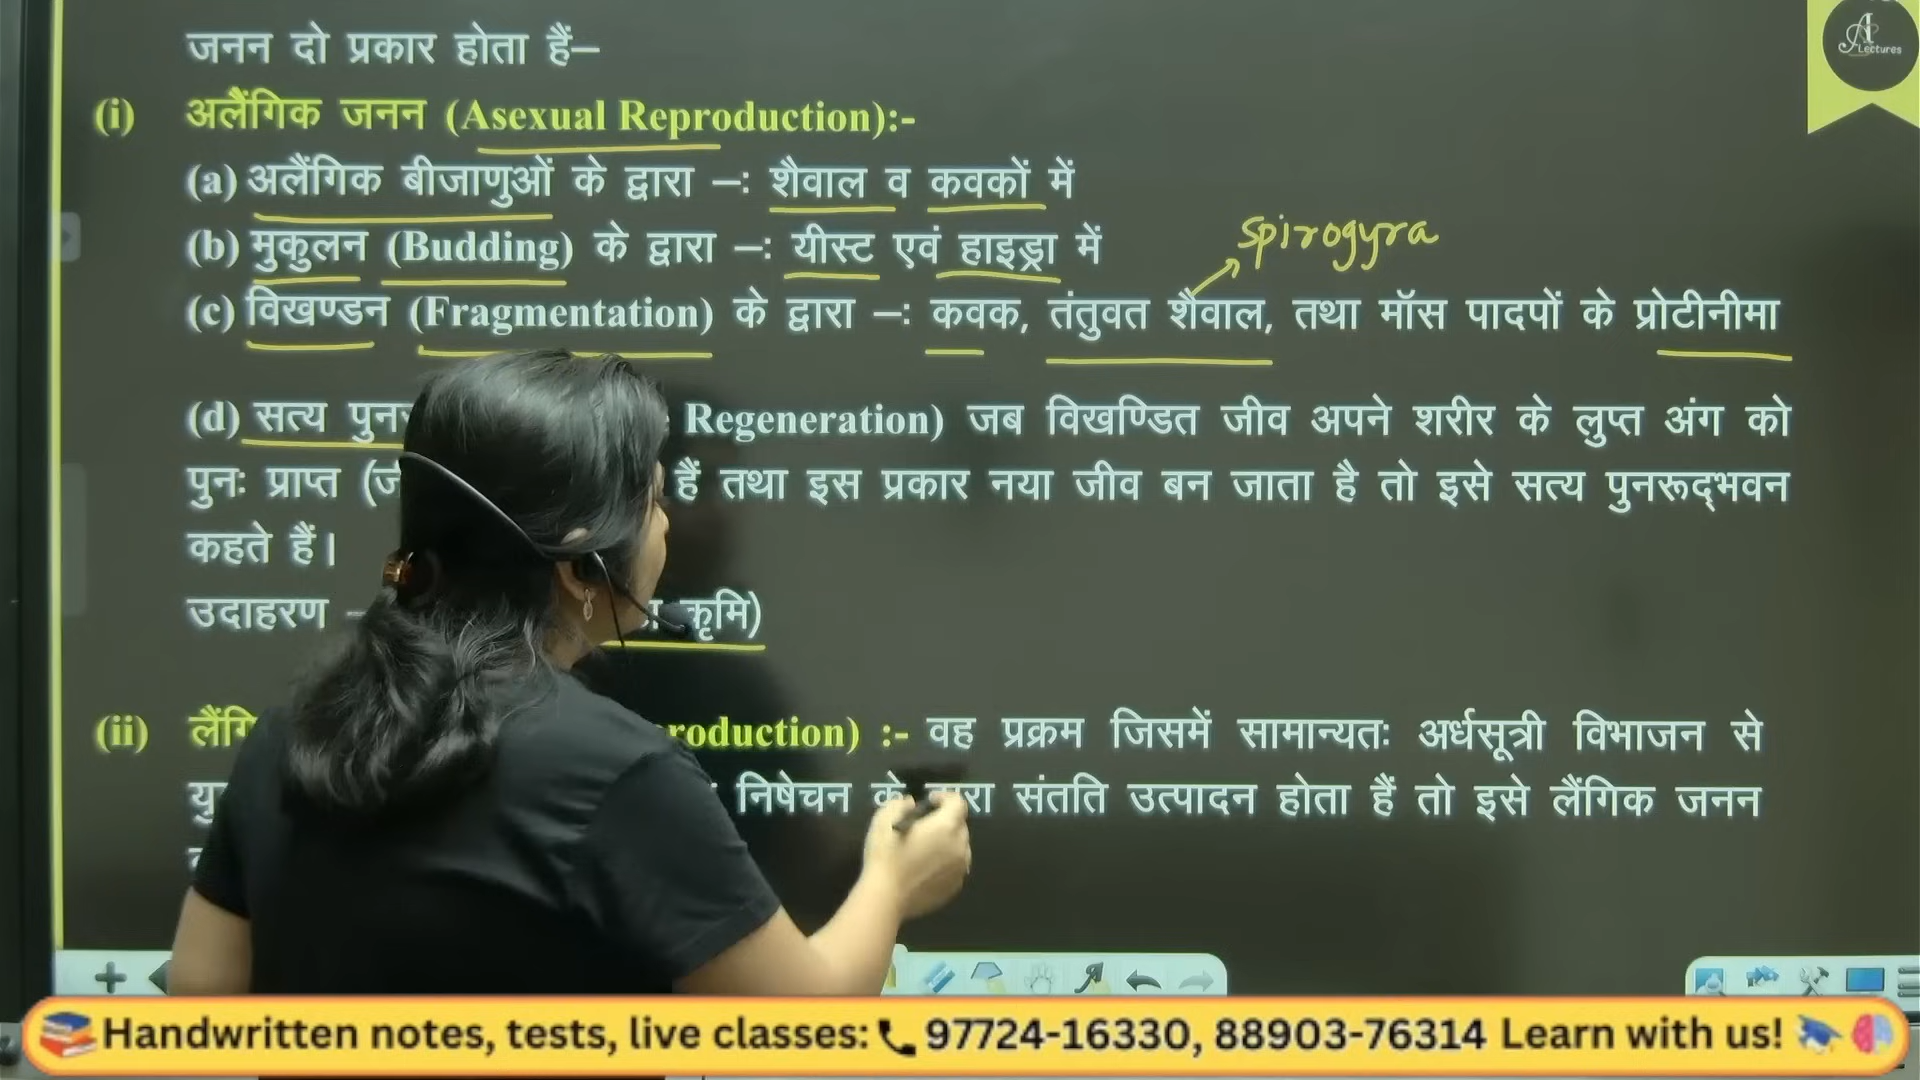 जनन दो प्रकार होता हैं–
(i) अलैंगिक जनन (Asexual Reproduction):-
(a) अलैंगिक बीजाणुओं के द्वारा –: शैवाल व कवकों में
(b) मुकुलन (Budding) के द्वारा –: यीस्ट एवं हाइड्रा में
spirogyra
(c) विखण्डन (Fragmentation) के द्वारा –: कवक, तंतुवत शैवाल, तथा मॉस पादपों के प्रोटीनीमा
(d) सत्य Regeneration) जब विखण्डित जीव अपने शरीर के लुप्त अंग को
पुनः प्राप्त हैं तथा इस प्रकार नया जीव बन जाता है तो इसे सत्य पुनरूद्भवन
कहते हैं।
उदाहरण – कृमि)
(ii) :- वह प्रक्रम जिसमें सामान्यतः अर्धसूत्री विभाजन से
निषेचन के द्वारा संतति उत्पादन होता हैं तो इसे लैंगिक जनन
A Lectures
Handwritten notes, tests, live classes: 97724-16330, 88903-76314 Learn with us!